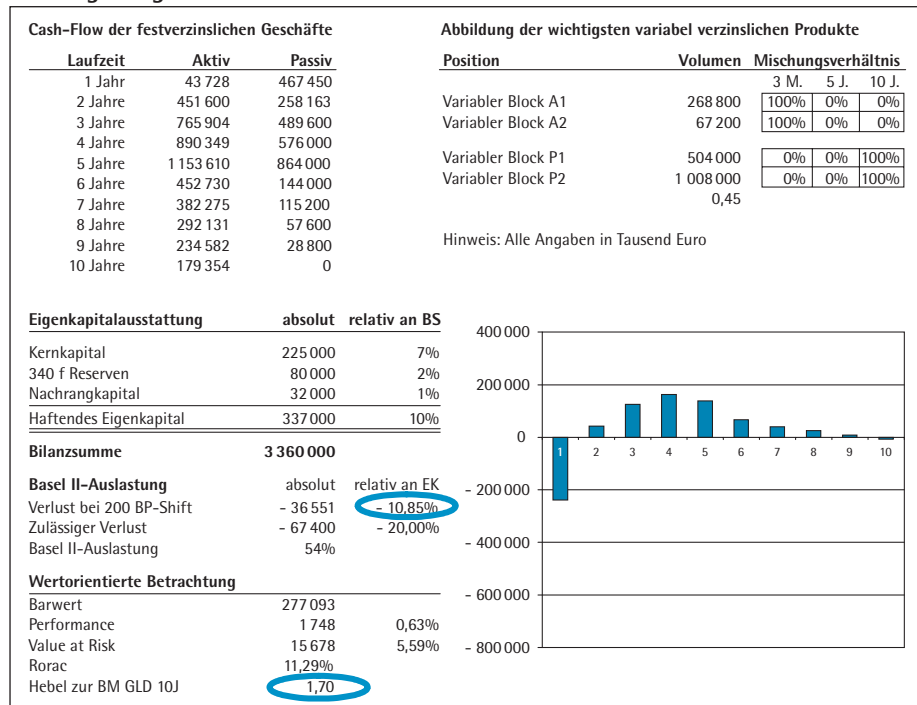 Cash-Flow der festverzinslichen Geschäfte
Laufzeit Aktiv Passiv
1 Jahr 43 728 467 450
2 Jahre 451 600 258 163
3 Jahre 765 904 489 600
4 Jahre 890 349 576 000
5 Jahre 1 153 610 864 000
6 Jahre 452 730 144 000
7 Jahre 382 275 115 200
8 Jahre 292 131 57 600
9 Jahre 234 582 28 800
10 Jahre 179 354 0
Abbildung der wichtigsten variabel verzinslichen Produkte
Position Volumen Mischungsverhältnis
3 M. 5 J. 10 J.
Variabler Block A1 268 800 100% 0% 0%
Variabler Block A2 67 200 100% 0% 0%
Variabler Block P1 504 000 0% 0% 100%
Variabler Block P2 1 008 000 0% 0% 100%
0,45
Hinweis: Alle Angaben in Tausend Euro
Eigenkapitalausstattung absolut relativ an BS
Kernkapital 225 000 7%
340 f Reserven 80 000 2%
Nachrangkapital 32 000 1%
Haftendes Eigenkapital 337 000 10%
Bilanzsumme 3 360 000
Basel II-Auslastung absolut relativ an EK
Verlust bei 200 BP-Shift - 36 551 - 10,85%
Zulässiger Verlust - 67 400 - 20,00%
Basel II-Auslastung 54%
Wertorientierte Betrachtung
Barwert 277 093
Performance 1 748 0,63%
Value at Risk 15 678 5,59%
Rorac 11,29%
Hebel zur BM GLD 10J 1,70
400 000
200 000
0
1 2 3 4 5 6 7 8 9 10
- 200 000
- 400 000
- 600 000
- 800 000